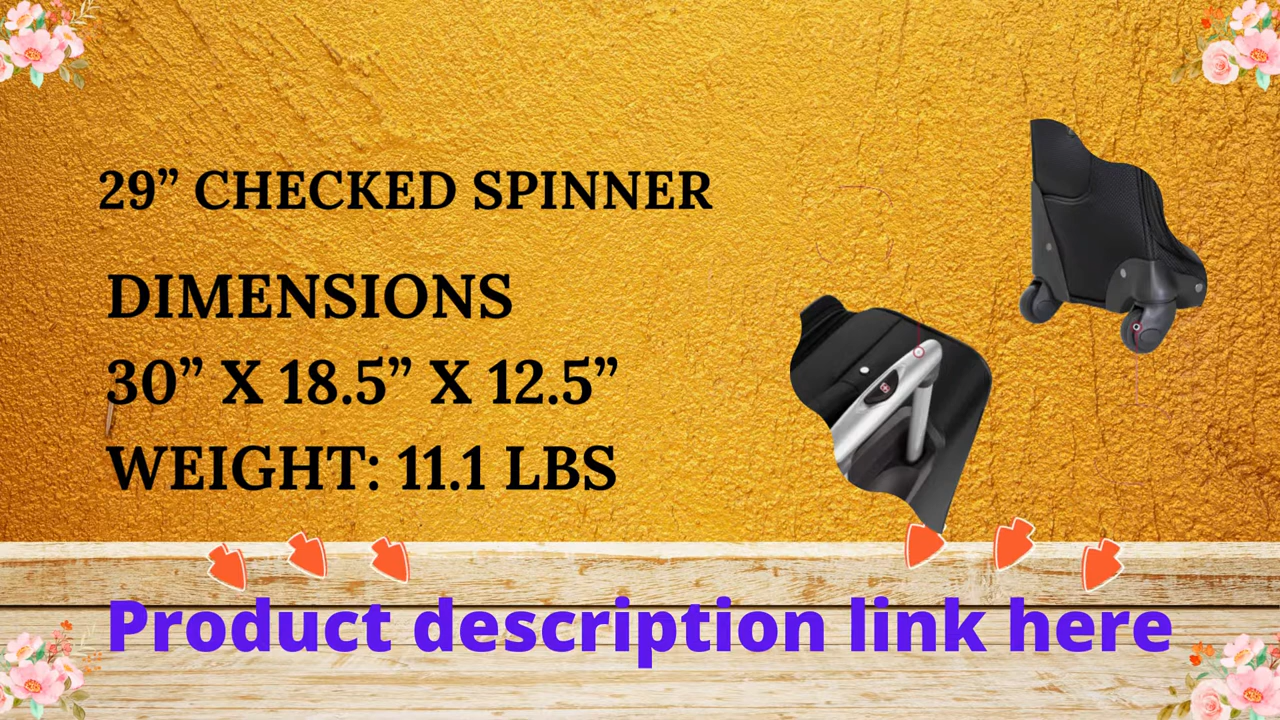 29” CHECKED SPINNER
DIMENSIONS
30” X 18.5” X 12.5”
WEIGHT: 11.1 LBS
Product description link here